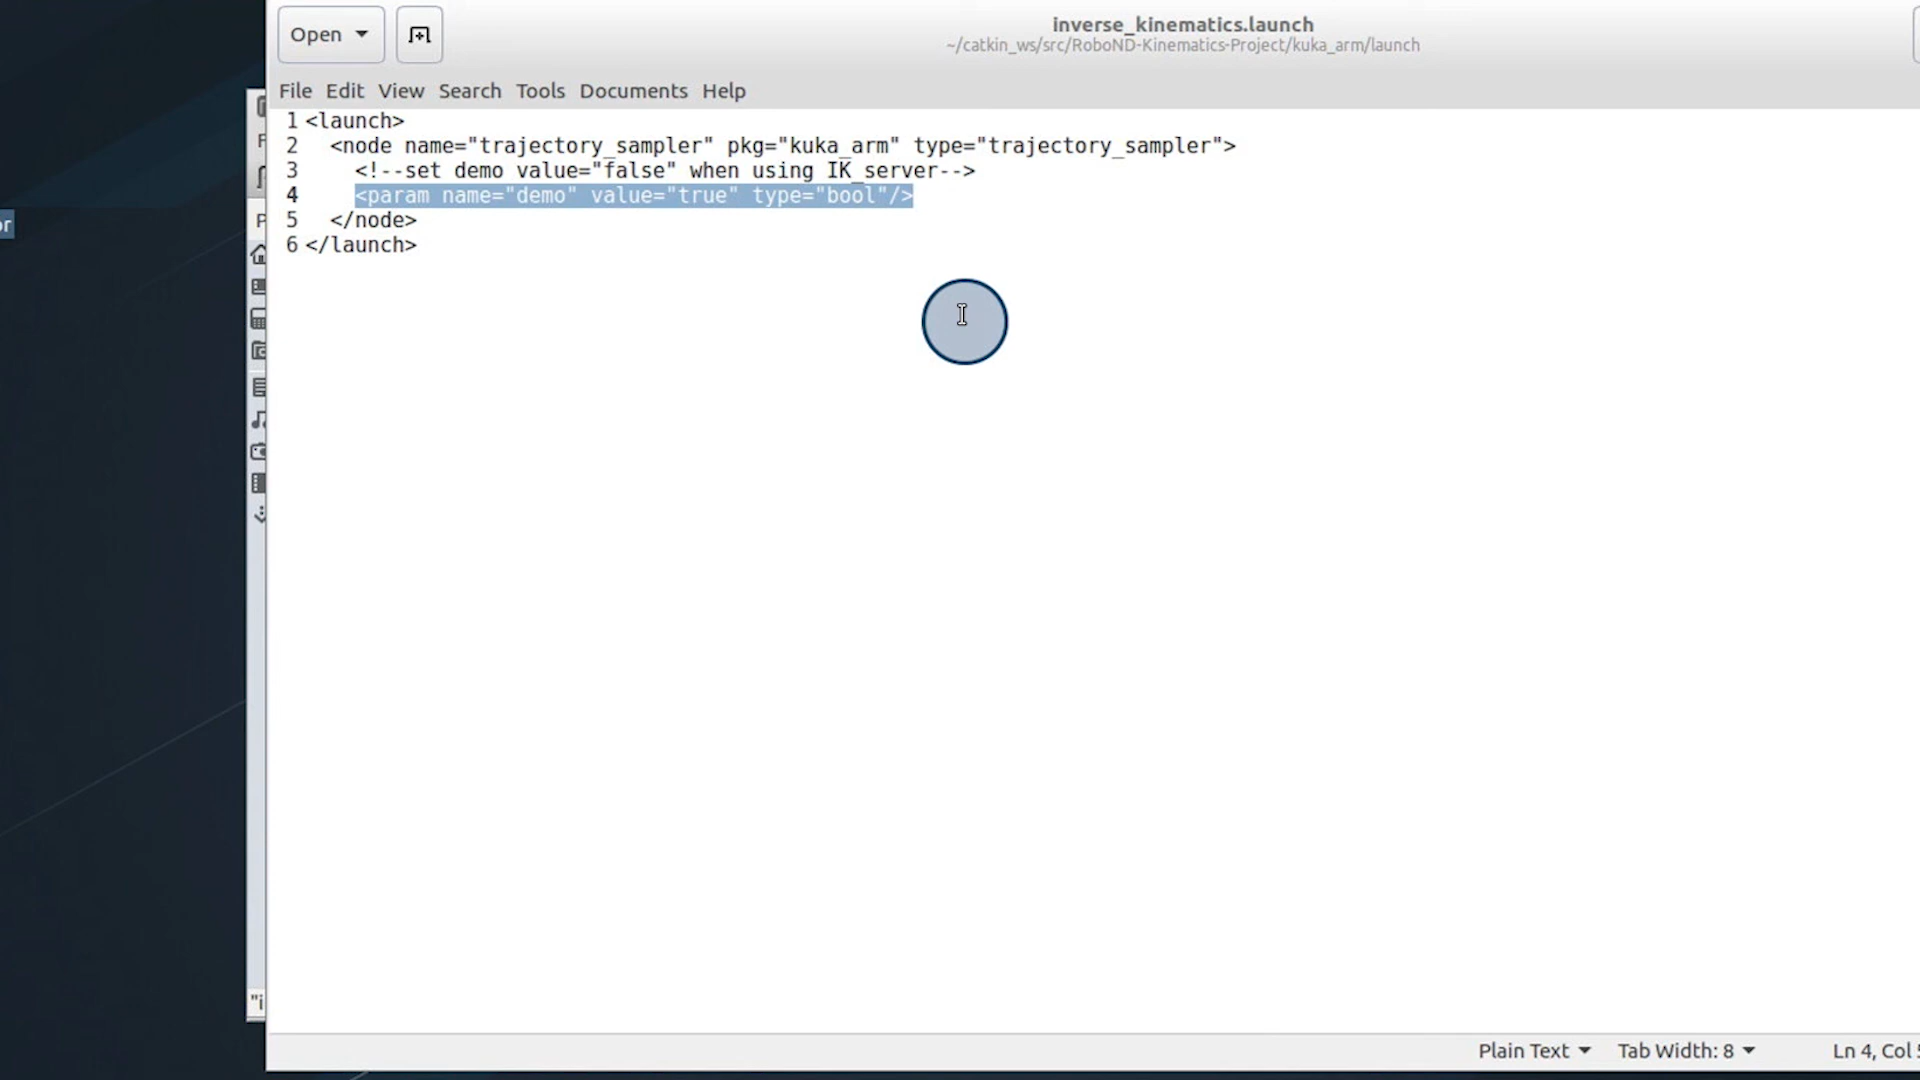 Open
inverse_kinematics.launch
~/catkin_ws/src/RoboND-Kinematics-Project/kuka_arm/launch
File Edit View Search Tools Documents Help
1 <launch>
2 <node name="trajectory_sampler" pkg="kuka_arm" type="trajectory_sampler">
3 <!--set demo value="false" when using IK_server-->
4 <param name="demo" value="true" type="bool"/>
5 </node>
6 </launch>
or
"i
Plain Text Tab Width: 8 Ln 4, Col